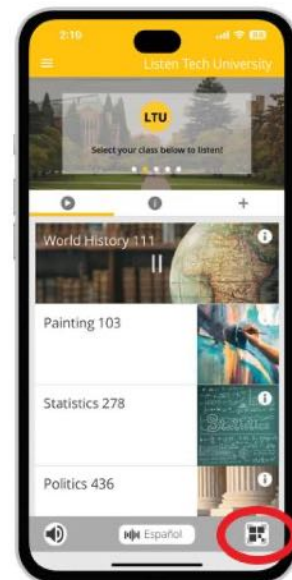 2:10
Listen Tech University
LTU
Select your class below to listen!
World History 111
Painting 103
Statistics 278
Politics 436
Español